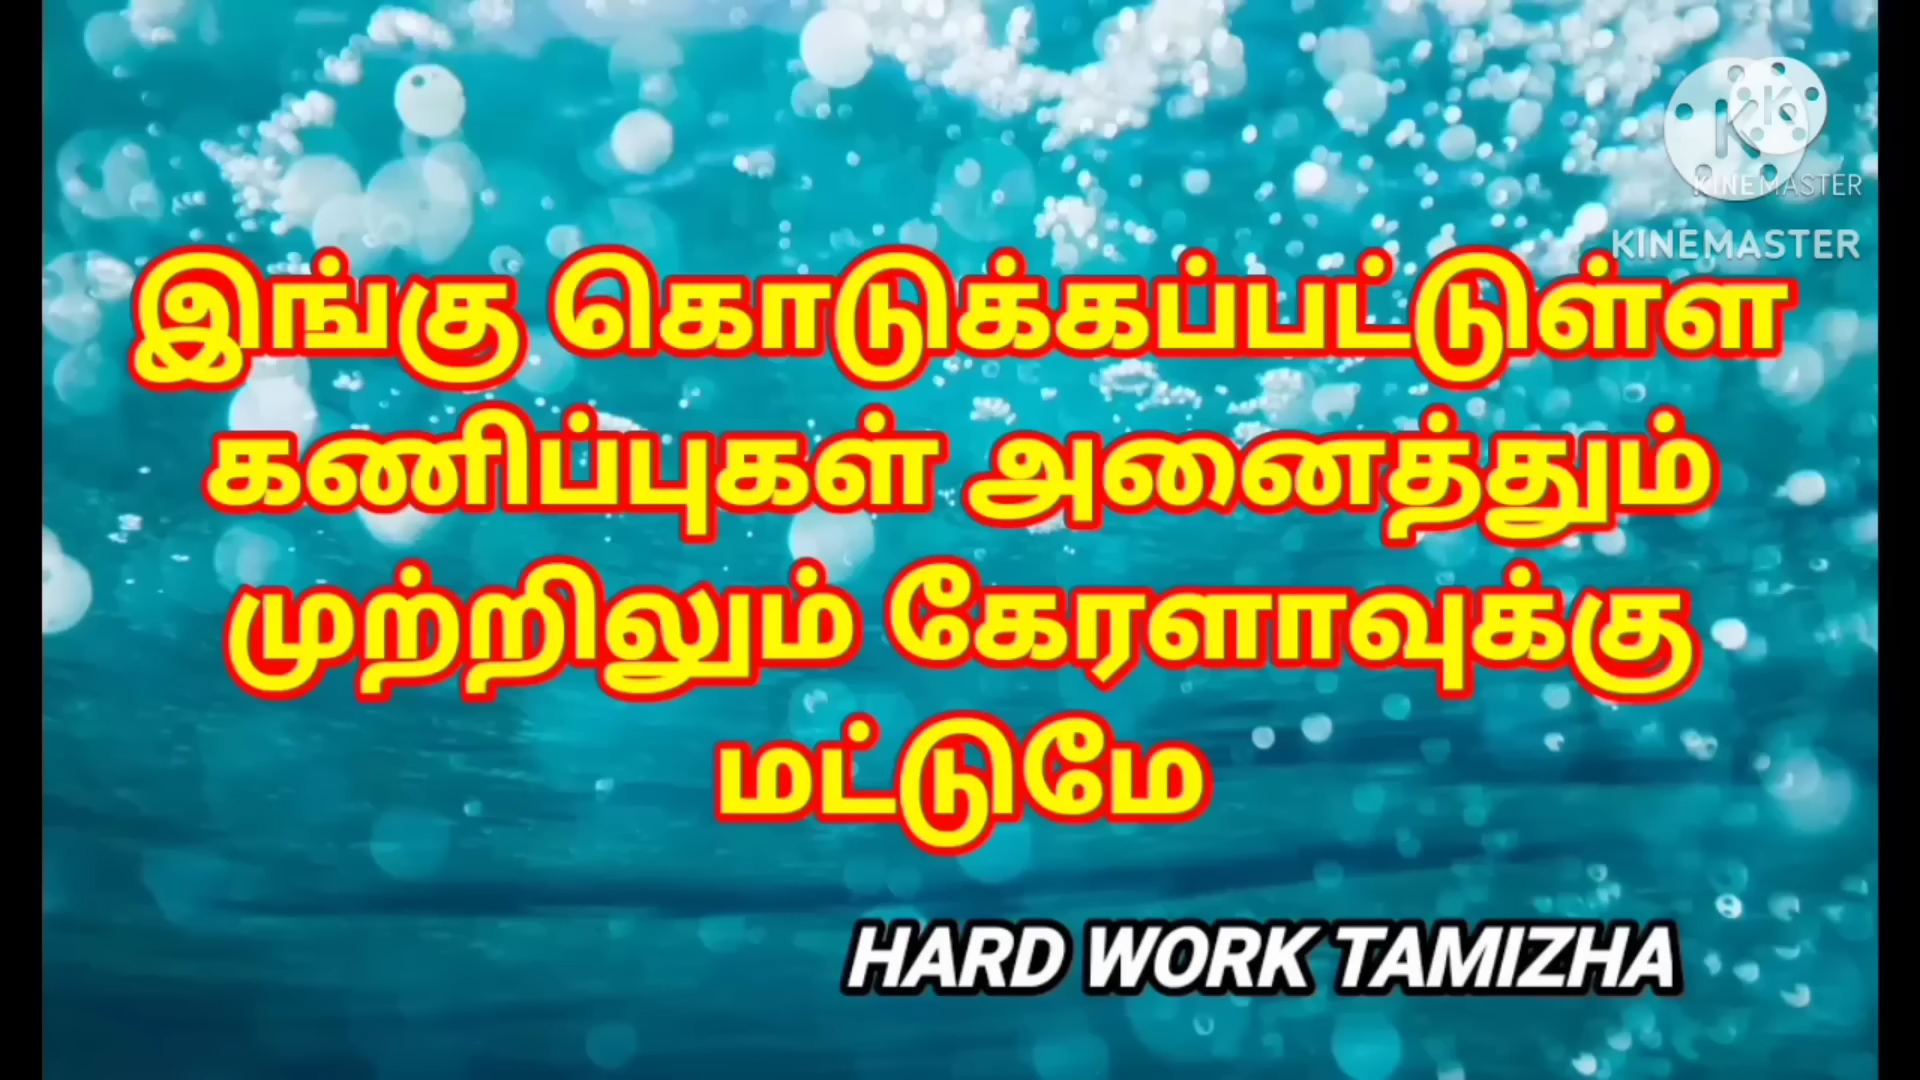 KINEMASTER
KINEMASTER
இங்கு கொடுக்கப்பட்டுள்ள
கணிப்புகள் அனைத்தும்
முற்றிலும் கேரளாவுக்கு
மட்டுமே
HARD WORK TAMIZHA